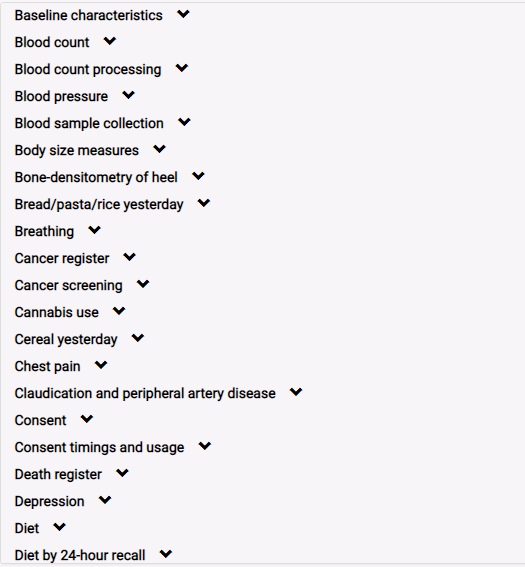 Baseline characteristics
Blood count
Blood count processing
Blood pressure
Blood sample collection
Body size measures
Bone-densitometry of heel
Bread/pasta/rice yesterday
Breathing
Cancer register
Cancer screening
Cannabis use
Cereal yesterday
Chest pain
Claudication and peripheral artery disease
Consent
Consent timings and usage
Death register
Depression
Diet
Diet by 24-hour recall